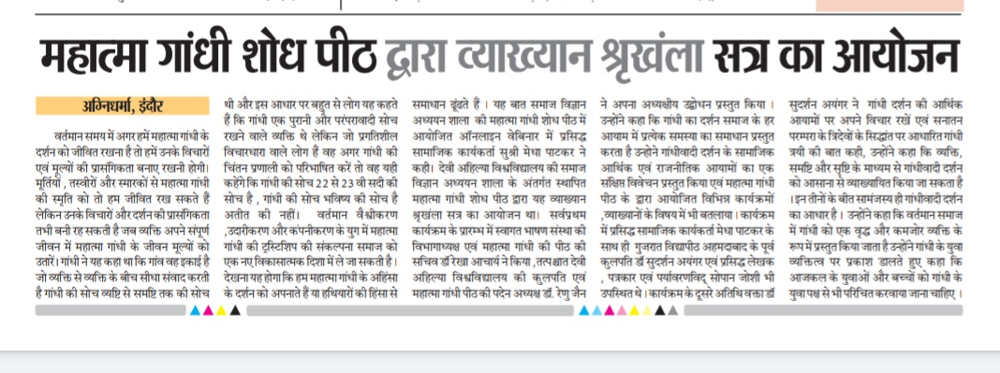 महात्मा गांधी शोध पीठ द्वारा व्याख्यान श्रृखंला सत्र का आयोजन
अग्निधर्मा, इंदौर
वर्तमान समय में अगर हमें महात्मा गांधी के
दर्शन को जीवित रखना है तो हमें उनके विचारों
एवं मूल्यों की प्रासंगिकता बनाए रखनी होगी।
मूर्तियां , तस्वीरों और स्मारकों से महात्मा गांधी
की स्मृति को तो हम जीवित रख सकते हैं
लेकिन उनके विचारों और दर्शन की प्रासंगिकता
तभी बनी रह सकती है जब व्यक्ति अपने संपूर्ण
जीवन में महात्मा गांधी के जीवन मूल्यों को
उतारें। गांधी ने यह कहा था कि गांव वह इकाई है
जो व्यक्ति से व्यक्ति के बीच सीधा संवाद करती
है गांधी की सोच व्यष्टि से समष्टि तक की सोच
थी और इस आधार पर बहुत से लोग यह कहते
हैं कि गांधी एक पुरानी और परंपरावादी सोच
रखने वाले व्यक्ति थे लेकिन जो प्रगतिशील
विचारधारा वाले लोग हैं वह अगर गांधी की
चिंतन प्रणाली को परिभाषित करें तो वह यही
कहेंगे कि गांधी की सोच 22 से 23 वी सदी की
सोच है , गांधी की सोच भविष्य की सोच है
अतीत की नहीं। वर्तमान वैश्वीकरण
,उदारीकरण और कंपनीकरण के युग में महात्मा
गांधी की ट्रस्टिशिप की संकल्पना समाज को
एक नए विकासात्मक दिशा में ले जा सकती है।
देखना यह होगा कि हम महात्मा गांधी के अहिंसा
के दर्शन को अपनाते हैं या हथियारों की हिंसा से
समाधान ढूंढते हैं । यह बात समाज विज्ञान
अध्ययन शाला की महात्मा गांधी शोध पीठ में
आयोजित ऑनलाइन वेबिनार में प्रसिद्ध
सामाजिक कार्यकर्ता सुश्री मेधा पाटकर ने
कही। देवी अहिल्या विश्वविद्यालय की समाज
विज्ञान अध्ययन शाला के अंतर्गत स्थापित
महात्मा गांधी शोध पीठ द्वारा यह व्याख्यान
श्रृखंला सत्र का आयोजन था। सर्वप्रथम
कार्यक्रम के प्रारम्भ में स्वागत भाषण संस्था की
विभागाध्यक्ष एवं महात्मा गांधी की पीठ की
सचिव डॉ रेखा आचार्य ने किया ,तत्पश्चात देवी
अहिल्या विश्वविद्यालय की कुलपति एवं
महात्मा गांधी पीठ की पदेन अध्यक्ष डॉ. रेणु जैन
ने अपना अध्यक्षीय उद्बोधन प्रस्तुत किया ।
उन्होंने कहा कि गांधी का दर्शन समाज के हर
आयाम में प्रत्येक समस्या का समाधान प्रस्तुत
करता है उन्होने गांधीवादी दर्शन के सामाजिक
आर्थिक एवं राजनीतिक आयामों का एक
संक्षिप्त विवेचन प्रस्तुत किया एवं महात्मा गांधी
पीठ के द्वारा आयोजित विभिन्न कार्यक्रमों
,व्याख्यानों के विषय में भी बतलाया। कार्यक्रम
में प्रसिद्ध सामाजिक कार्यकर्ता मेधा पाटकर के
साथ ही गुजरात विद्यापीठ अहमदाबाद के पूर्व
कुलपति डॉ सुदर्शन अयंगर एवं प्रसिद्ध लेखक
, पत्रकार एवं पर्यावरणविद् सोपान जोशी भी
उपस्थित थे। कार्यक्रम के दूसरे अतिथि वक्ता डॉ
सुदर्शन अयंगर ने गांधी दर्शन की आर्थिक
आयामों पर अपने विचार रखें एवं सनातन
परम्परा के त्रिदेवों के सिद्धांत पर आधारित गांधी
त्रयी की बात कही, उन्होंने कहा कि व्यक्ति,
समष्टि और सृष्टि के माध्यम से गांधीवादी दर्शन
को आसाना से व्याख्यायित किया जा सकता है
। इन तीनों के बीत सामंजस्य ही गांधीवादी दर्शन
का आधार है। उन्होंने कहा कि वर्तमान समाज
में गांधी को एक वृद्ध और कमजोर व्यक्ति के
रूप में प्रस्तुत किया जाता है उन्होंने गांधी के युवा
व्यक्तित्व पर प्रकाश डालते हुए कहा कि
आजकल के युवाओं और बच्चों को गांधी के
युवा पक्ष से भी परिचित करवाया जाना चाहिए ।